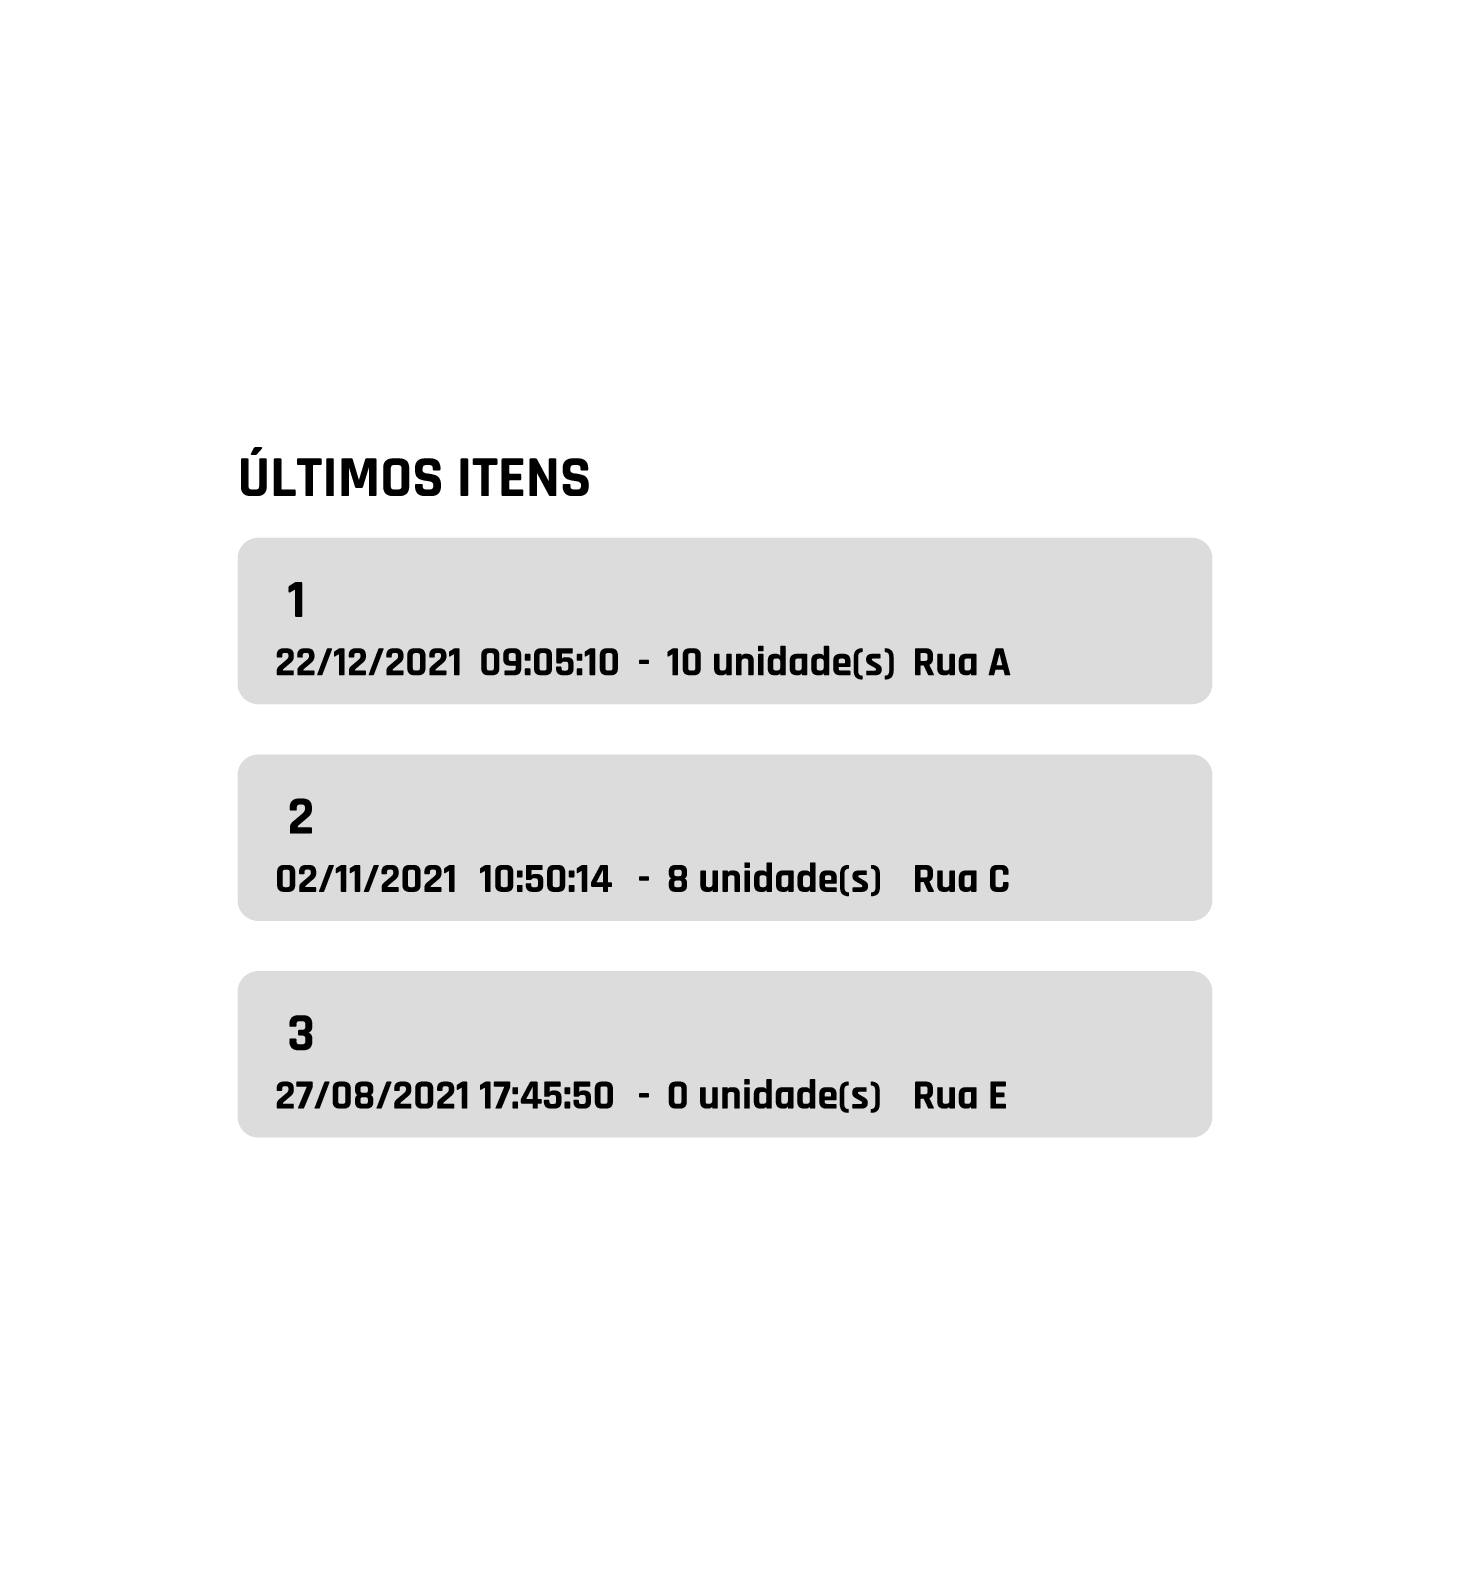 ÚLTIMOS ITENS
1
22/12/2021 09:05:10 - 10 unidade(s) Rua A
2
02/11/2021 10:50:14 - 8 unidade(s) Rua C
3
27/08/2021 17:45:50 - 0 unidade(s) Rua E